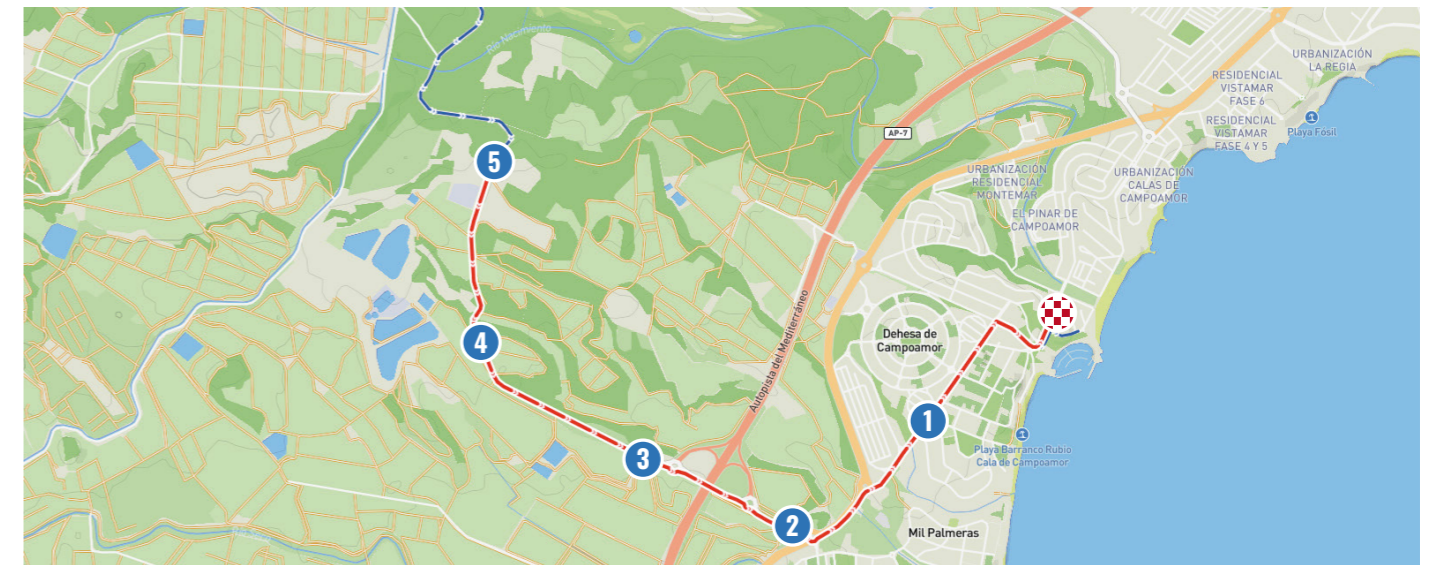 Río Nacimiento
URBANIZACIÓN
LA REGIA
RESIDENCIAL
VISTAMAR
FASE 6
RESIDENCIAL
VISTAMAR
FASE 4 Y 5
Playa Fósil
AP-7
5
URBANIZACIÓN
RESIDENCIAL
MONTEMAR
URBANIZACIÓN
CALAS DE
CAMPOAMOR
EL PINAR DE
CAMPOAMOR
Autopista del Mediterráneo
Dehesa de
Campoamor
4
1
Playa Barranco Rubio
Cala de Campoamor
3
2
Mil Palmeras